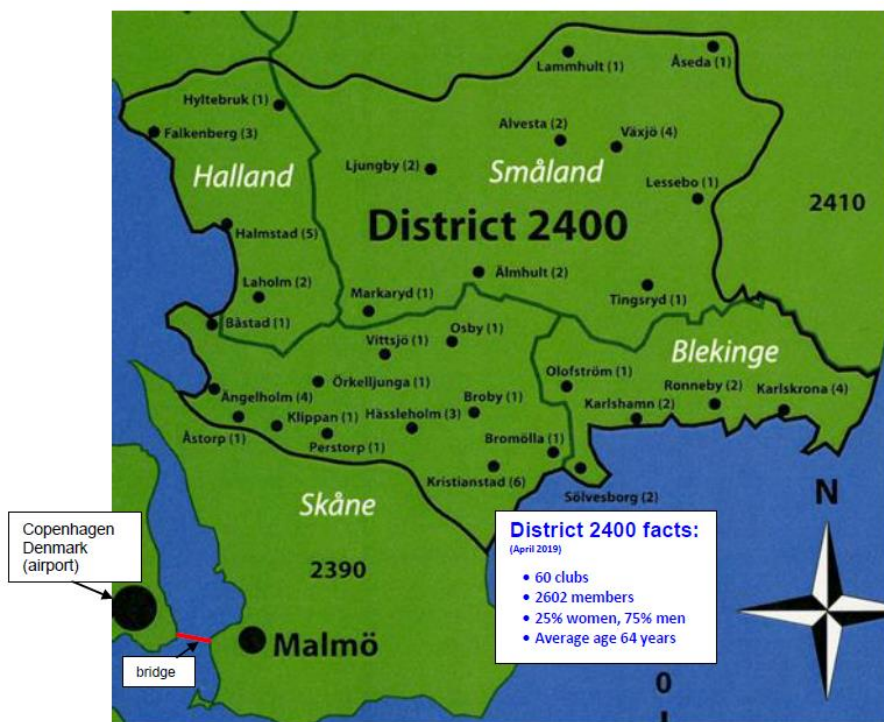 Lammhult (1)
Åseda (1)
Hyltebruk (1)
Falkenberg (3)
Alvesta (2)
Växjö (4)
Ljungby (2)
Småland
Halland
Lessebo (1)
2410
District 2400
Halmstad (5)
Älmhult (2)
Laholm (2)
Markaryd (1)
Tingsryd (1)
Båstad (1)
Osby (1)
Vittsjö (1)
Blekinge
Olofström (1)
Örkelljunga (1)
Ronneby (2)
Karlskrona (4)
Ängelholm (4)
Broby (1)
Karlshamn (2)
Klippan (1)
Hässleholm (3)
Åstorp (1)
Perstorp (1)
Bromölla (1)
Kristianstad (6)
Sölvesborg (2)
Skåne
N
Copenhagen
Denmark
(airport)
District 2400 facts:
(April 2019)
• 60 clubs
• 2602 members
• 25% women, 75% men
• Average age 64 years
2390
Malmö
bridge
0